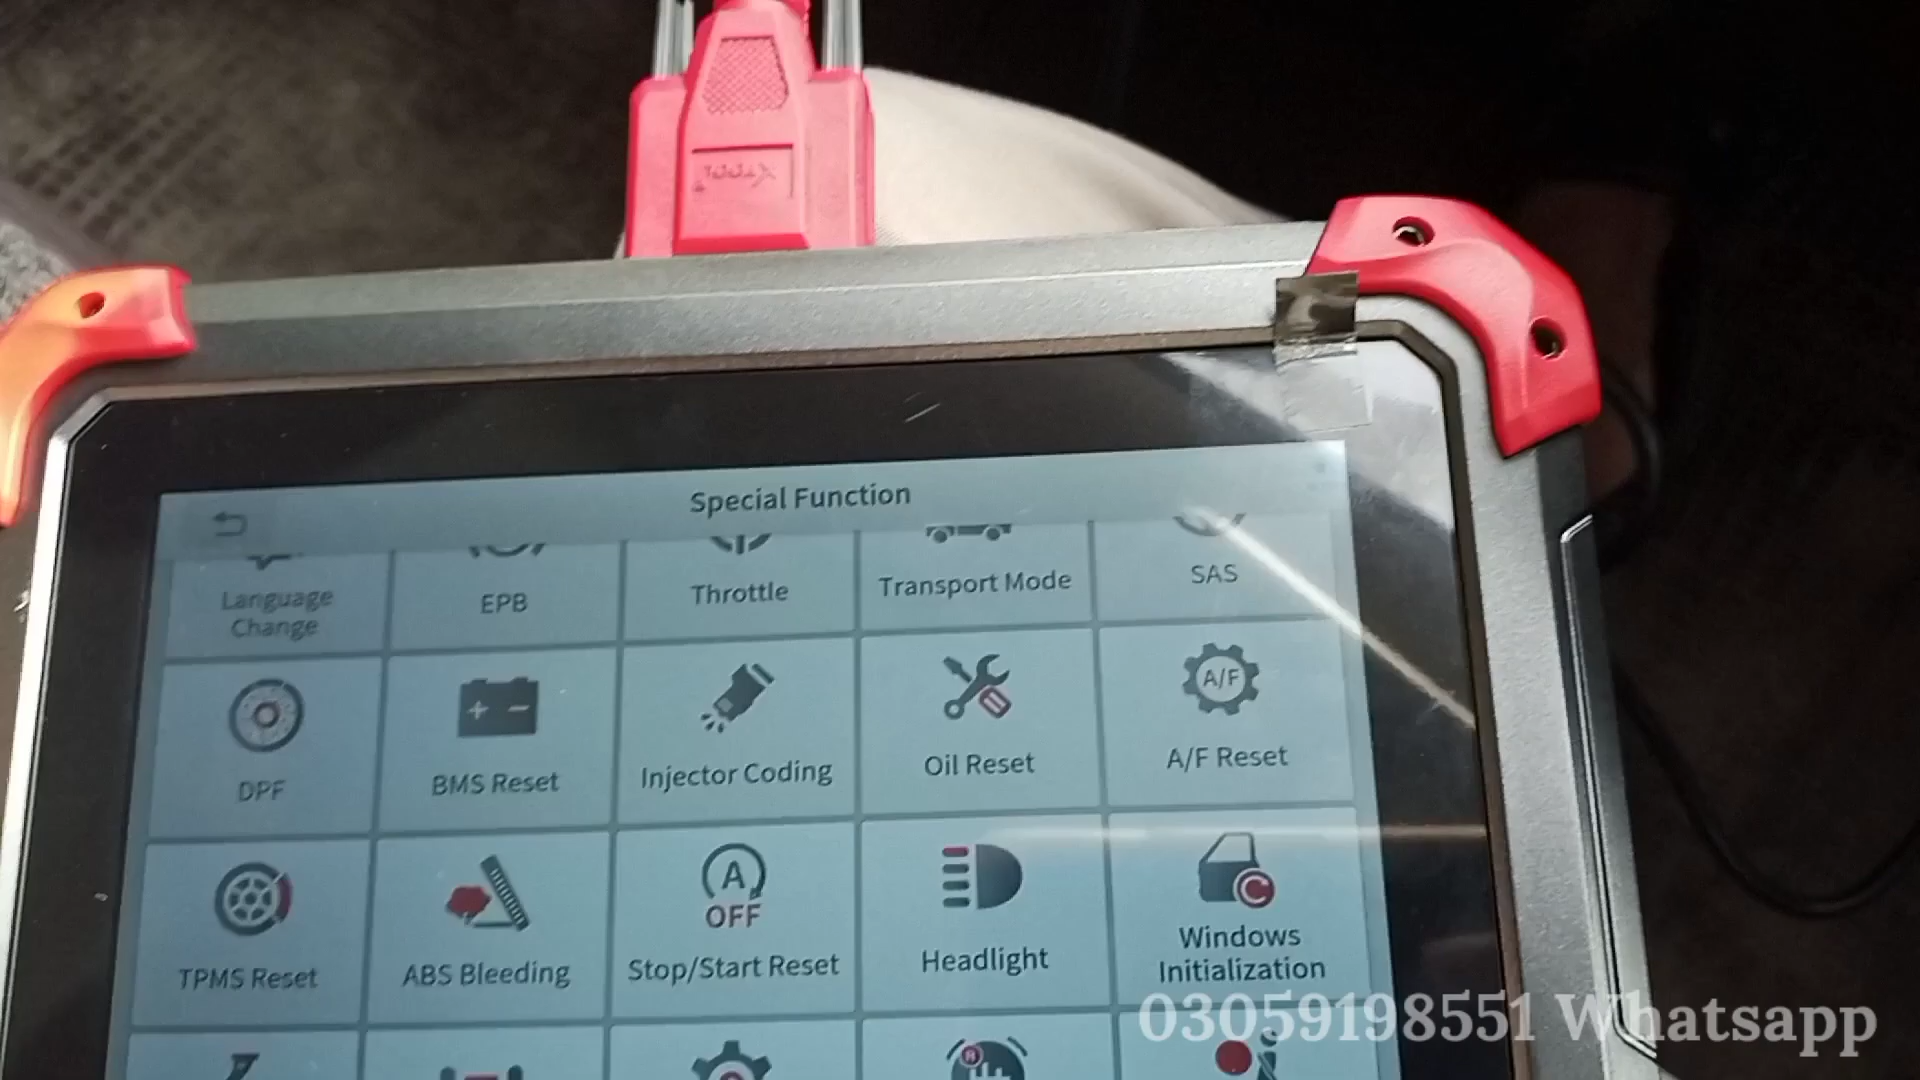 XTOOL
Special Function
Language
Change
EPB
Throttle
Transport Mode
SAS
DPF
BMS Reset
Injector Coding
Oil Reset
A/F
A/F Reset
TPMS Reset
ABS Bleeding
A
OFF
Stop/Start Reset
Headlight
Windows
Initialization
03059198551 Whatsapp